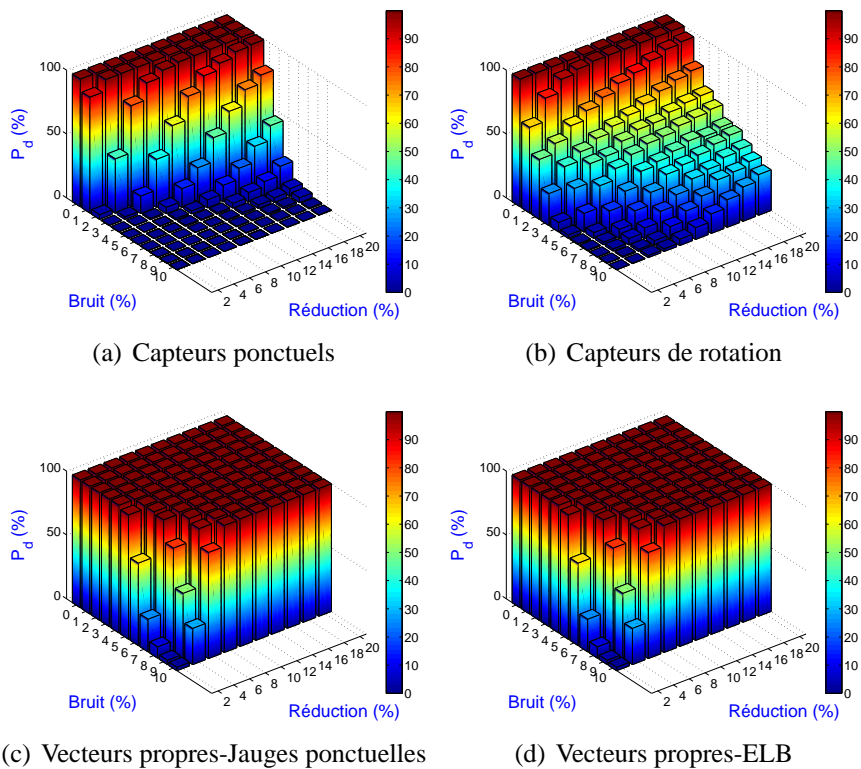 100
50
0
P_d (%)
0 1 2 3 4 5 6 7 8 9 10
Bruit (%)
2 4 6 8 10 12 14 16 18 20
Réduction (%)
90
80
70
60
50
40
30
20
10
0
(a) Capteurs ponctuels
100
50
0
P_d (%)
0 1 2 3 4 5 6 7 8 9 10
Bruit (%)
2 4 6 8 10 12 14 16 18 20
Réduction (%)
90
80
70
60
50
40
30
20
10
0
(b) Capteurs de rotation
100
50
0
P_d (%)
0 1 2 3 4 5 6 7 8 9 10
Bruit (%)
2 4 6 8 10 12 14 16 18 20
Réduction (%)
90
80
70
60
50
40
30
20
10
0
(c) Vecteurs propres-Jauges ponctuelles
100
50
0
P_d (%)
0 1 2 3 4 5 6 7 8 9 10
Bruit (%)
2 4 6 8 10 12 14 16 18 20
Réduction (%)
90
80
70
60
50
40
30
20
10
0
(d) Vecteurs propres-ELB